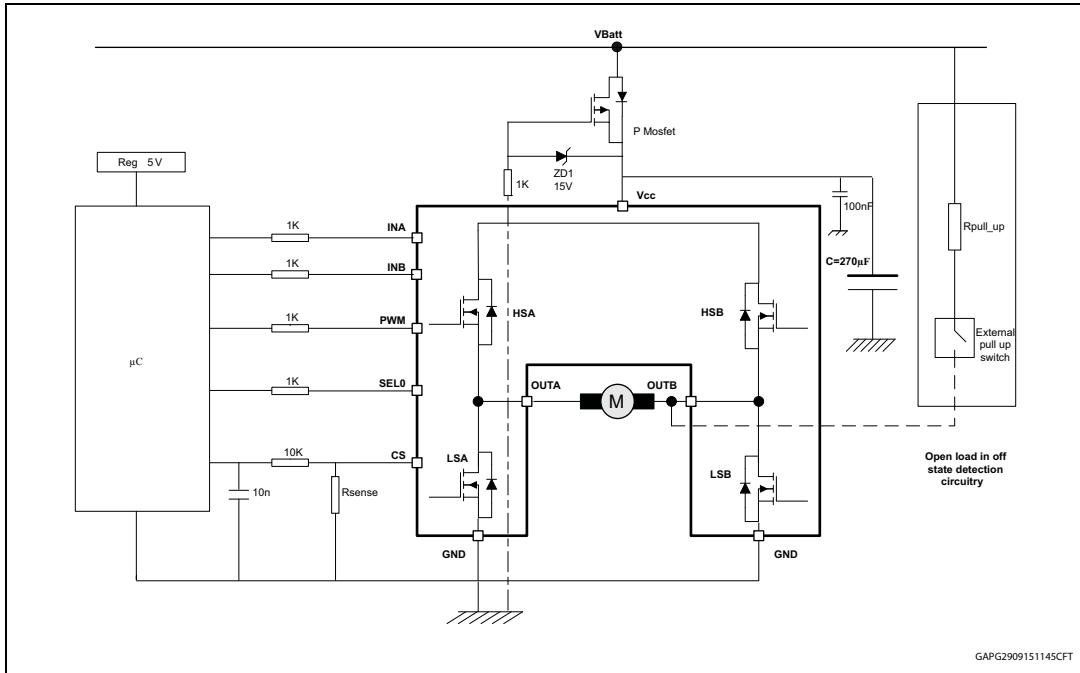 VBatt
P Mosfet
Reg 5V
ZD1
15V
1K
Vcc
100nF
Rpull_up
C=270µF
1K
INA
1K
INB
HSA
HSB
External
pull up
switch
1K
PWM
µC
1K
SEL0
OUTA
OUTB
M
10K
CS
LSA
LSB
Open load in off
state detection
circuitry
10n
Rsense
GND
GND
GAPG2909151145CFT